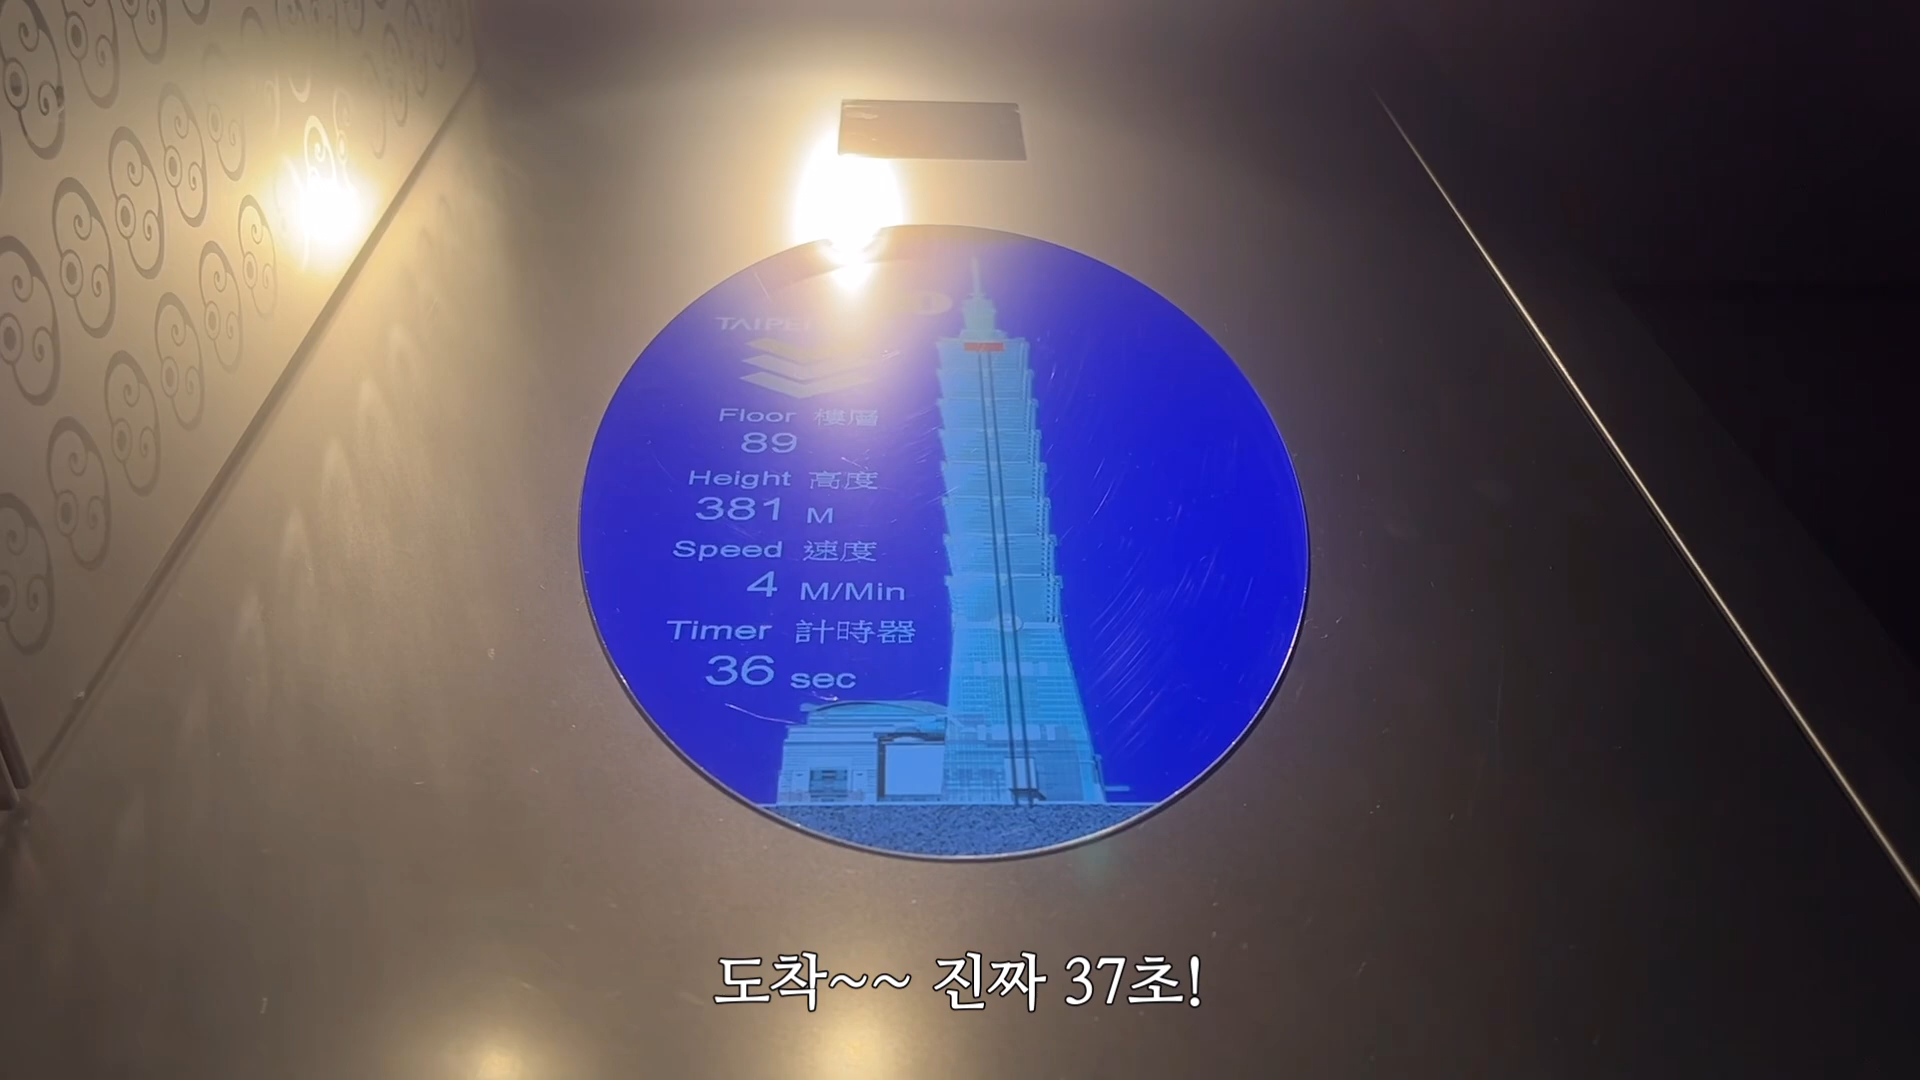 TAIPEI
Floor 樓層
89
Height 高度
381 M
Speed 速度
4 M/Min
Timer 計時器
36 sec
도착~~ 진짜 37초!